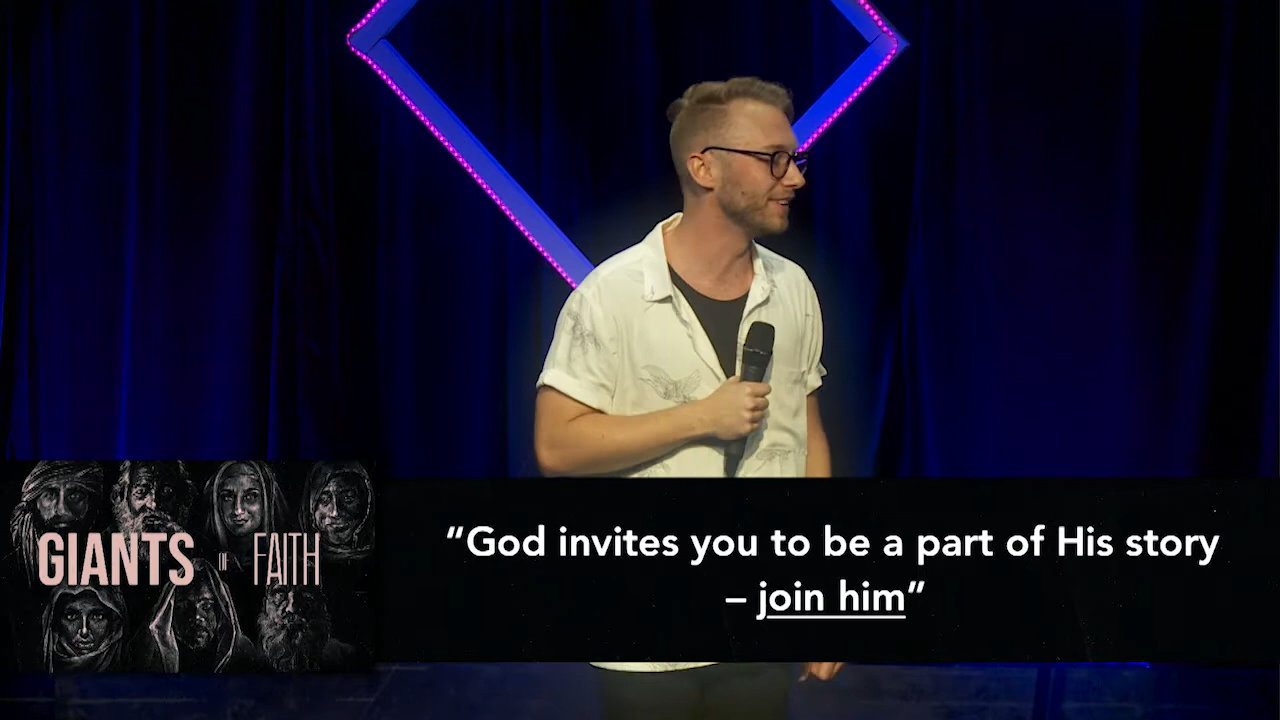 GIANTS OF FAITH
“God invites you to be a part of His story
– join him”